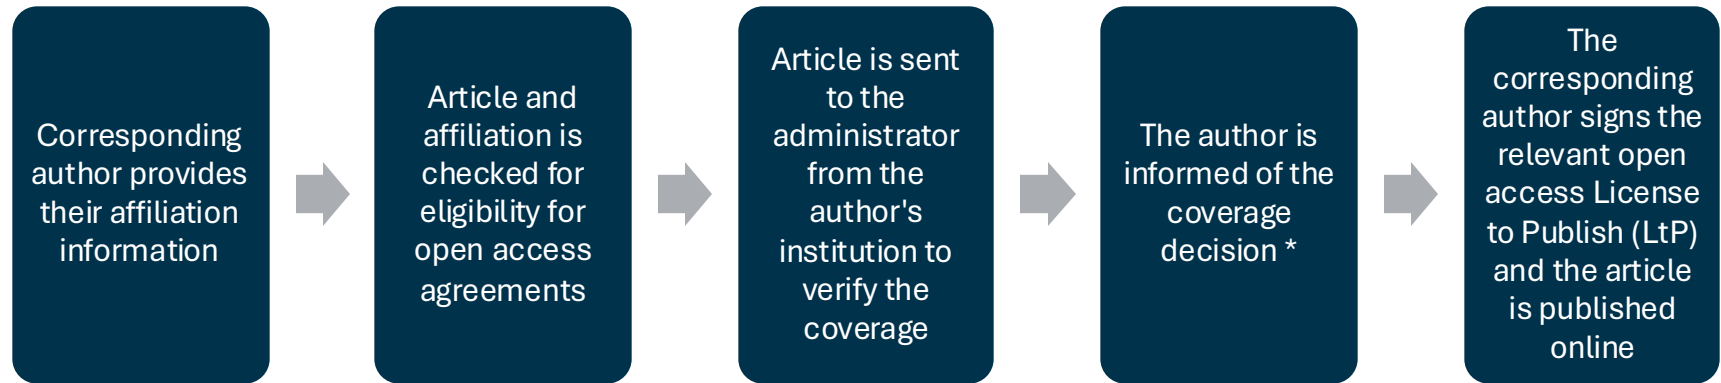 Corresponding
author provides
their affiliation
information
Article and
affiliation is
checked for
eligibility for
open access
agreements
Article is sent
to the
administrator
from the
author's
institution to
verify the
coverage
The author is
informed of the
coverage
decision *
The
corresponding
author signs the
relevant open
access License
to Publish (LtP)
and the article
is published
online